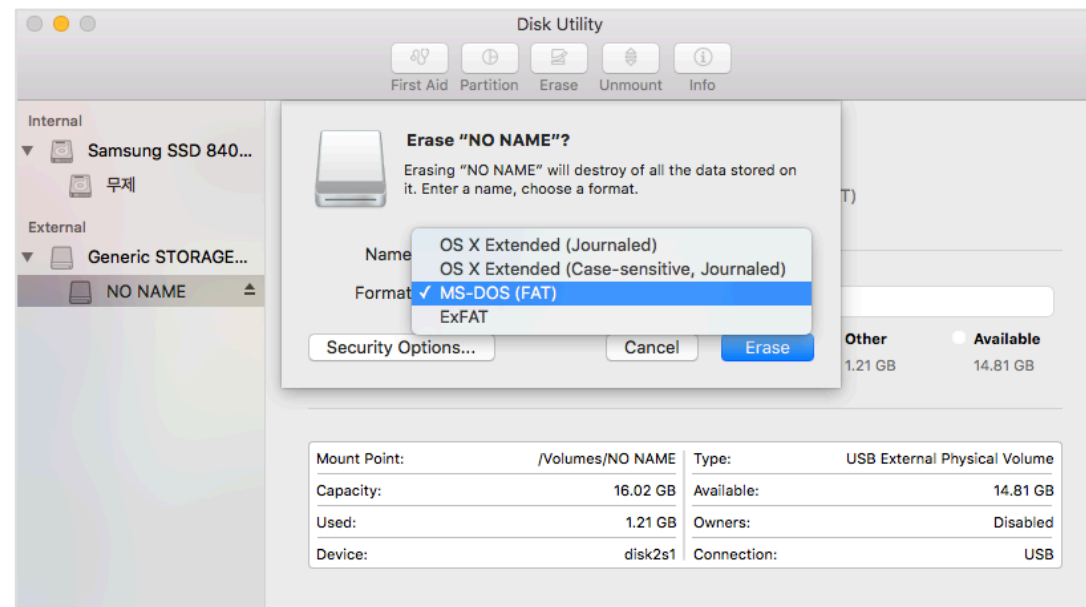 Disk Utility
First Aid Partition Erase Unmount Info
Internal
Samsung SSD 840...
무제
External
Generic STORAGE...
NO NAME
Erase “NO NAME”?
Erasing “NO NAME” will destroy of all the data stored on
it. Enter a name, choose a format.
T)
Name
Format
OS X Extended (Journaled)
OS X Extended (Case-sensitive, Journaled)
✓ MS-DOS (FAT)
ExFAT
Security Options... Cancel Erase
Other Available
1.21 GB 14.81 GB
Mount Point: /Volumes/NO NAME Type: USB External Physical Volume
Capacity: 16.02 GB Available: 14.81 GB
Used: 1.21 GB Owners: Disabled
Device: disk2s1 Connection: USB